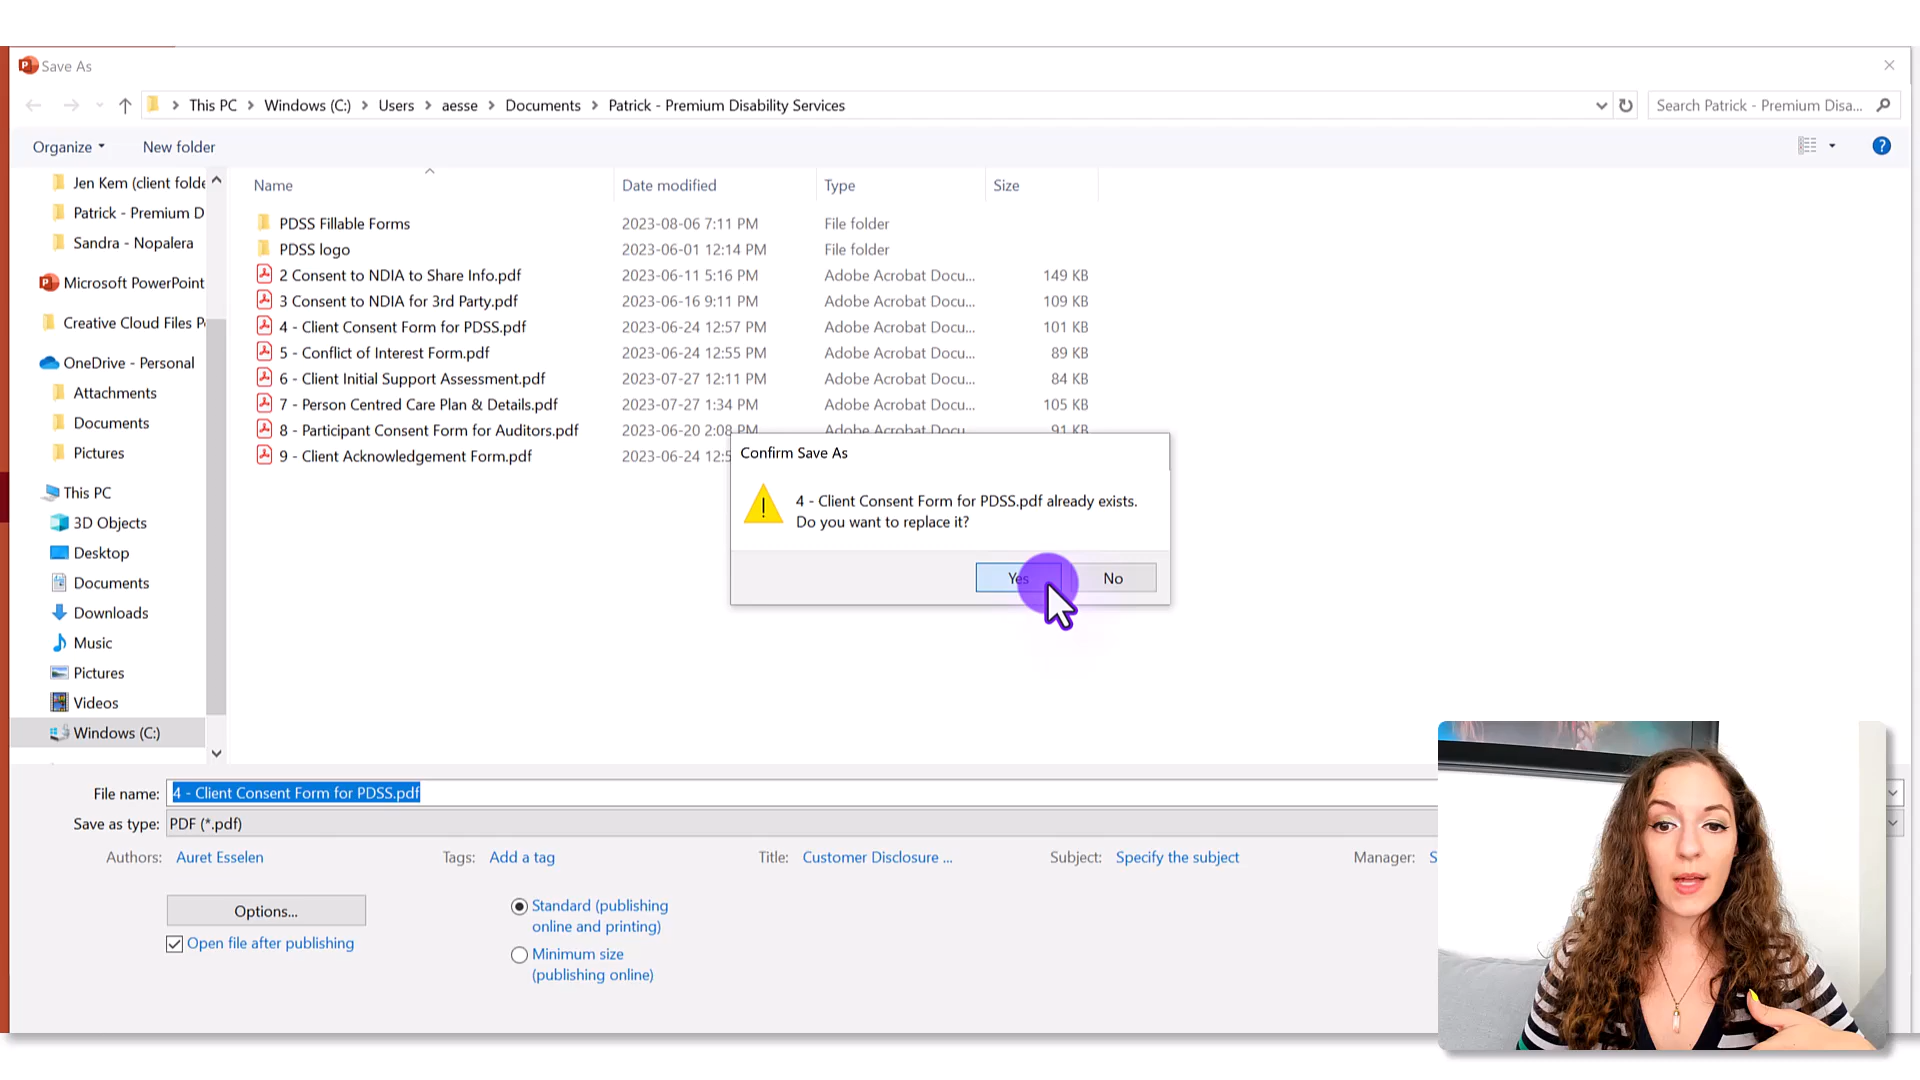 Save As
This PC > Windows (C:) > Users > aesse > Documents > Patrick - Premium Disability Services
Search Patrick - Premium Disa...
Organize
New folder
Name
Date modified
Type
Size
Jen Kem (client folde
Patrick - Premium D
Sandra - Nopalera
Microsoft PowerPoint
Creative Cloud Files P
OneDrive - Personal
Attachments
Documents
Pictures
This PC
3D Objects
Desktop
Documents
Downloads
Music
Pictures
Videos
Windows (C:)
PDSS Fillable Forms 2023-08-06 7:11 PM File folder
PDSS logo 2023-06-01 12:14 PM File folder
2 Consent to NDIA to Share Info.pdf 2023-06-11 5:16 PM Adobe Acrobat Docu... 149 KB
3 Consent to NDIA for 3rd Party.pdf 2023-06-16 9:11 PM Adobe Acrobat Docu... 109 KB
4 - Client Consent Form for PDSS.pdf 2023-06-24 12:57 PM Adobe Acrobat Docu... 101 KB
5 - Conflict of Interest Form.pdf 2023-06-24 12:55 PM Adobe Acrobat Docu... 89 KB
6 - Client Initial Support Assessment.pdf 2023-07-27 12:11 PM Adobe Acrobat Docu... 84 KB
7 - Person Centred Care Plan & Details.pdf 2023-07-27 1:34 PM Adobe Acrobat Docu... 105 KB
8 - Participant Consent Form for Auditors.pdf 2023-06-20 2:08 PM Adobe Acrobat Docu... 91 KB
9 - Client Acknowledgement Form.pdf 2023-06-24 12:5
Confirm Save As
4 - Client Consent Form for PDSS.pdf already exists.
Do you want to replace it?
Yes
No
File name: 4 - Client Consent Form for PDSS.pdf
Save as type: PDF (*.pdf)
Authors: Auret Esselen
Tags: Add a tag
Title: Customer Disclosure ...
Subject: Specify the subject
Manager: S
Options...
Open file after publishing
Standard (publishing
online and printing)
Minimum size
(publishing online)